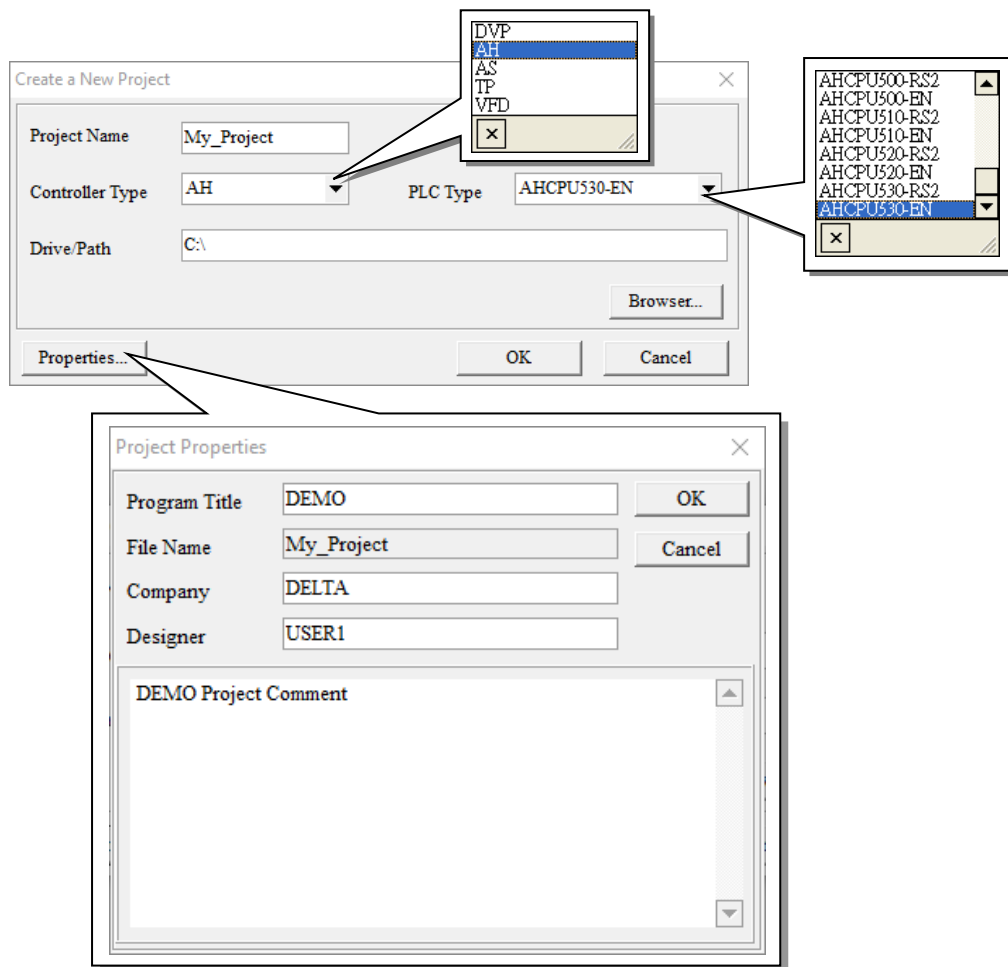 DVP
AH
AS
TP
VFD
Create a New Project
AHCPU500-RS2
AHCPU500-EN
AHCPU510-RS2
AHCPU510-EN
AHCPU520-RS2
AHCPU520-EN
AHCPU530-RS2
AHCPU530-EN
Project Name My_Project
Controller Type AH PLC Type AHCPU530-EN
Drive/Path C:\
Browser...
Properties... OK Cancel
Project Properties
Program Title DEMO OK
File Name My_Project Cancel
Company DELTA
Designer USER1
DEMO Project Comment